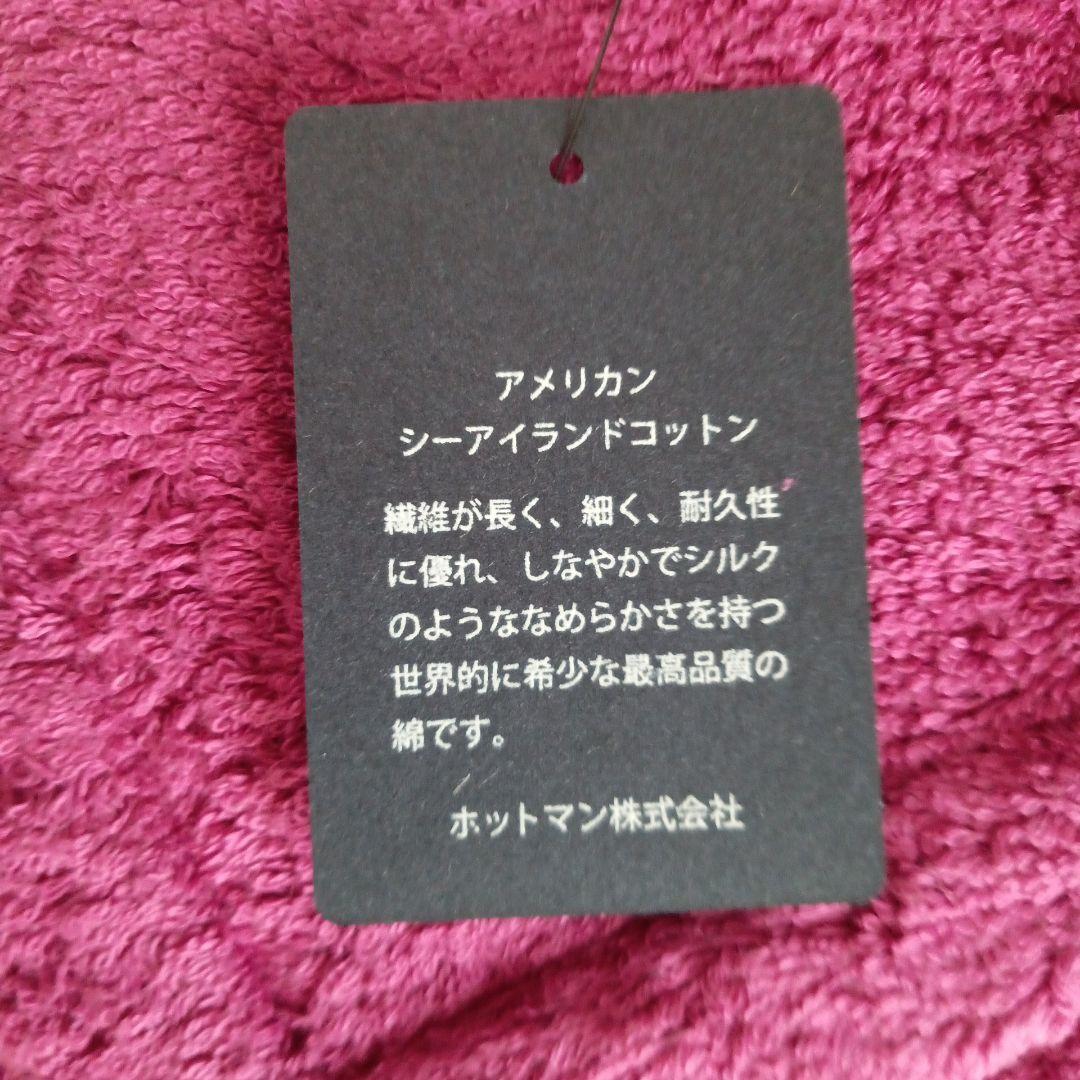 アメリカン
シーアイランドコットン
繊維が長く、細く、耐久性
に優れ、しなやかでシルク
のようななめらかさを持つ
世界的に希少な最高品質の
綿です。
ホットマン株式会社